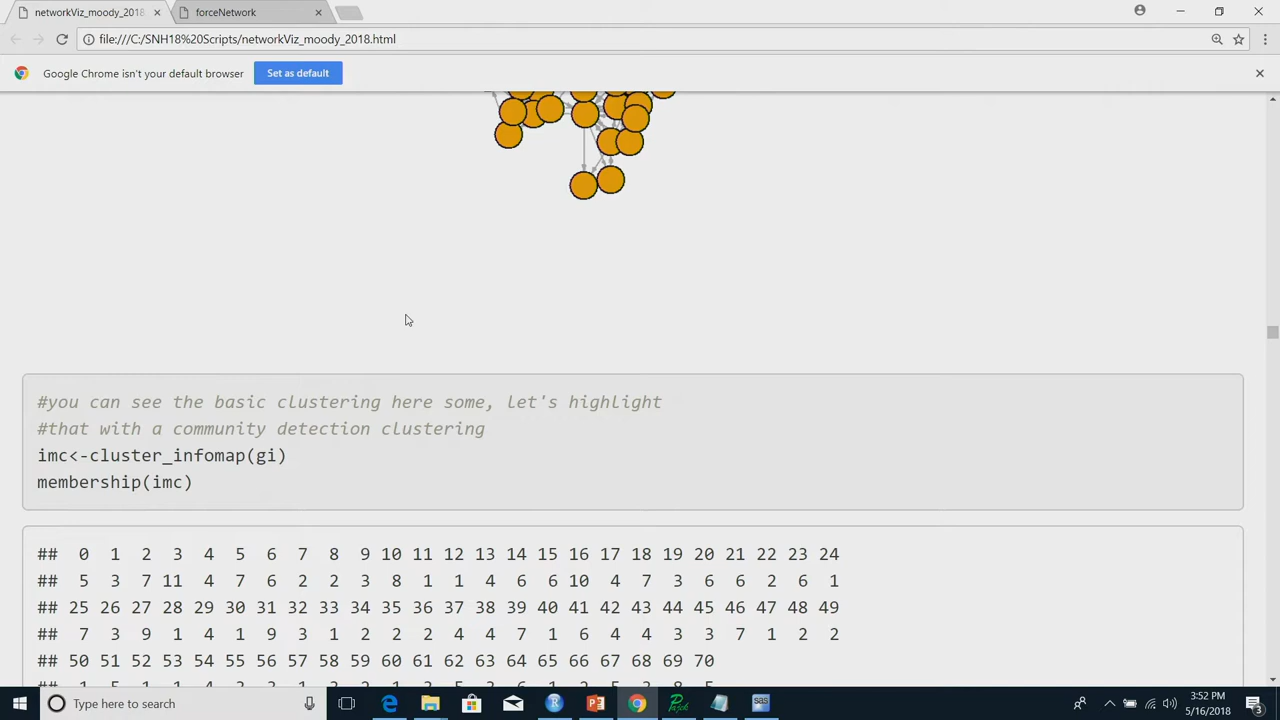 networkViz_moody_2018.
forceNetwork
file:///C:/SNH18%20Scripts/networkViz_moody_2018.html
Google Chrome isn't your default browser
Set as default
#you can see the basic clustering here some, let's highlight
#that with a community detection clustering
imc<-cluster_infomap(gi)
membership(imc)
## 0 1 2 3 4 5 6 7 8 9 10 11 12 13 14 15 16 17 18 19 20 21 22 23 24
## 5 3 7 11 4 7 6 2 2 3 8 1 1 4 6 6 10 4 7 3 6 6 2 6 1
## 25 26 27 28 29 30 31 32 33 34 35 36 37 38 39 40 41 42 43 44 45 46 47 48 49
## 7 3 9 1 4 1 9 3 1 2 2 2 4 4 7 1 6 4 4 3 3 7 1 2 2
## 50 51 52 53 54 55 56 57 58 59 60 61 62 63 64 65 66 67 68 69 70
Type here to search
R
Pajek
sas
3:52 PM
5/16/2018
3